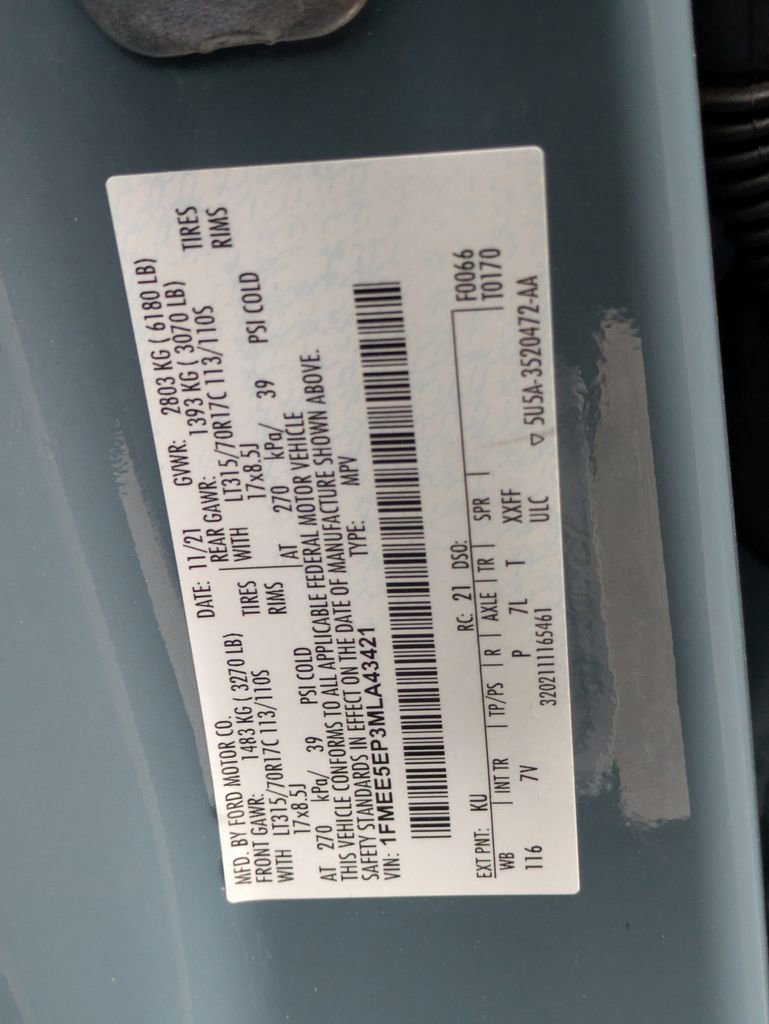 MFD. BY FORD MOTOR CO.
DATE: 11/21 GVWR: 2803 KG ( 6180 LB)
FRONT GAWR: 1483 KG ( 3270 LB) REAR GAWR: 1393 KG ( 3070 LB)
WITH LT315/70R17C 113/110S TIRES WITH LT315/70R17C 113/110S TIRES
17x8.5J RIMS 17x8.5J RIMS
AT 270 kPa/ 39 PSI COLD AT 270 kPa/ 39 PSI COLD
THIS VEHICLE CONFORMS TO ALL APPLICABLE FEDERAL MOTOR VEHICLE
SAFETY STANDARDS IN EFFECT ON THE DATE OF MANUFACTURE SHOWN ABOVE.
VIN: 1FMEE5EP3MLA43421 TYPE: MPV
F0066
T0170
EXT PNT: KU RC: 21 DSO:
WB INT TR TP/PS R AXLE TR SPR
116 7V P 7L T XXFF
3202111165461 ULC ▽ 5U5A-3520472-AA